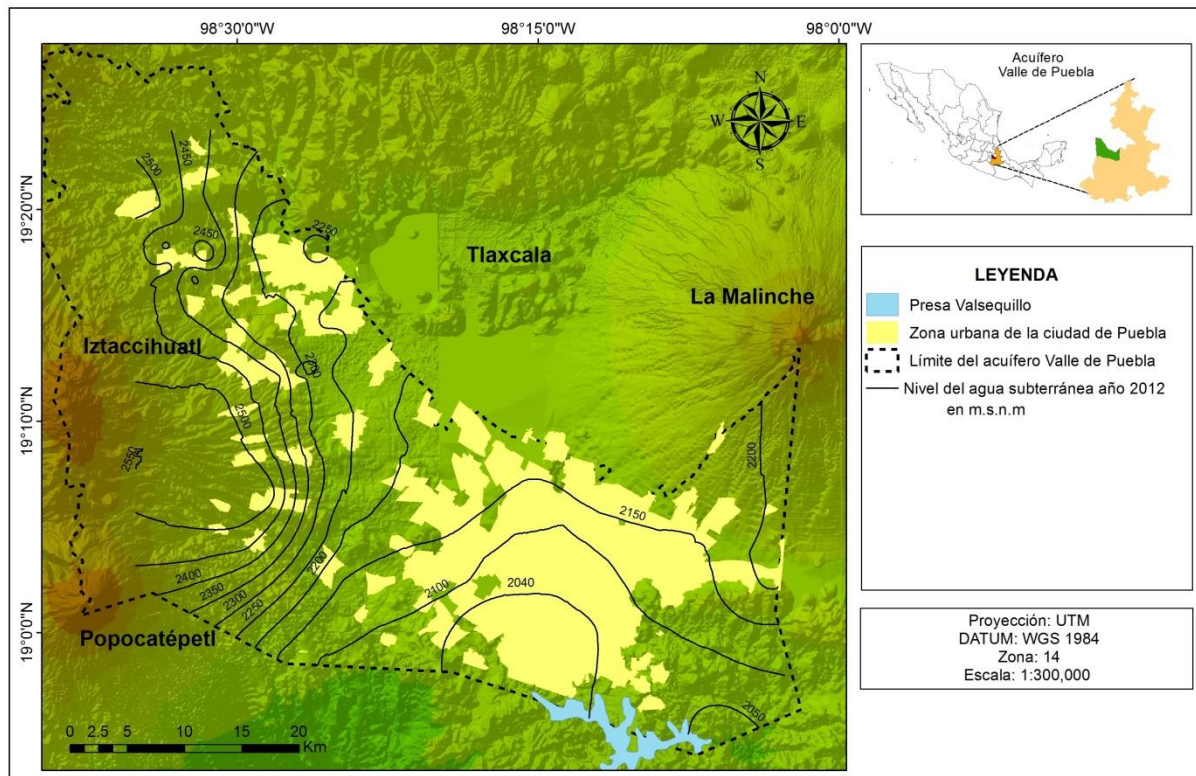 98°30'0"W
98°15'0"W
98°0'0"W
19°20'0"N
19°10'0"N
19°0'0"N
N
W
E
S
2500
2450
2450
2250
Tlaxcala
La Malinche
Iztaccihuatl
2200
2500
2550
2200
2150
2200
2400
2350
2300
2250
2100
2040
2050
Popocatépetl
0 2.5 5 10 15 20
Km
Acuífero
Valle de Puebla
LEYENDA
Presa Valsequillo
Zona urbana de la ciudad de Puebla
Límite del acuífero Valle de Puebla
Nivel del agua subterránea año 2012
en m.s.n.m
Proyección: UTM
DATUM: WGS 1984
Zona: 14
Escala: 1:300,000